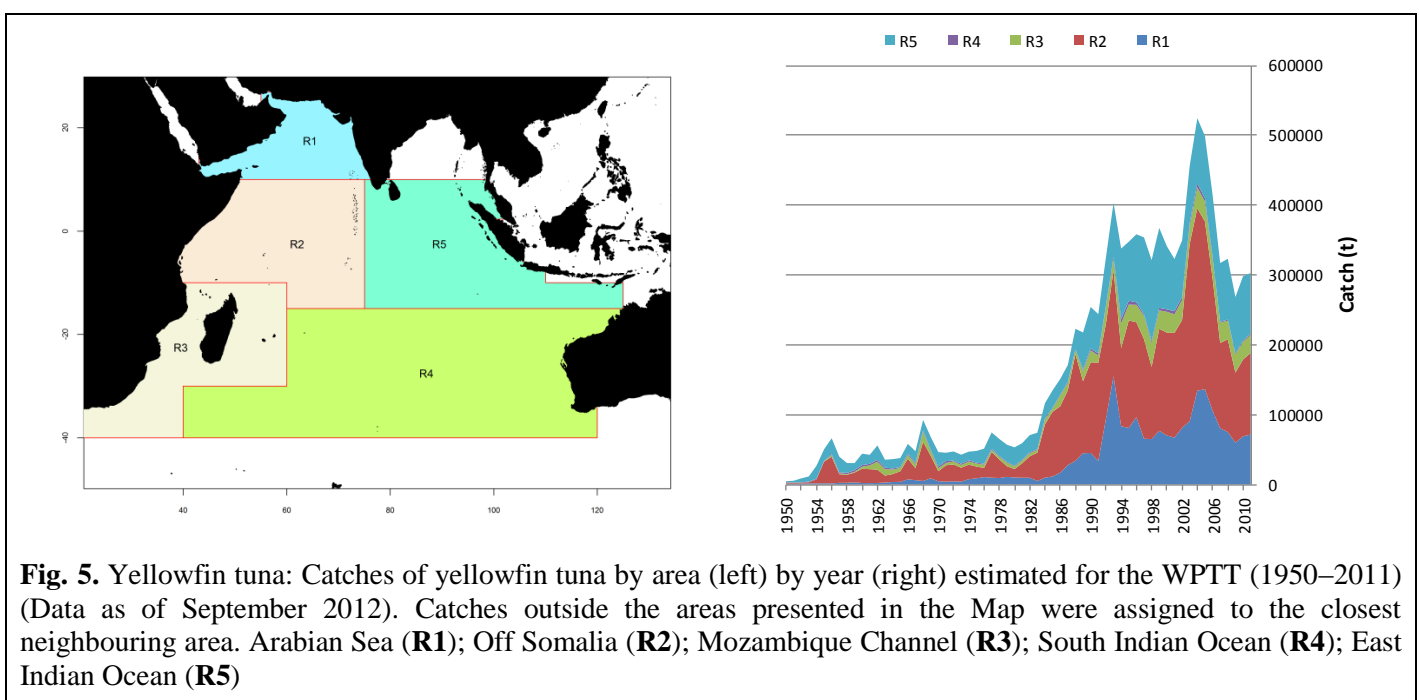 R5 R4 R3 R2 R1
600000
500000
400000
300000
200000
100000
0
Catch (t)
1950 1954 1958 1962 1966 1970 1974 1978 1982 1986 1990 1994 1998 2002 2006 2010
20
0
-20
-40
40 60 80 100 120
R1
R2
R5
R3
R4
Fig. 5. Yellowfin tuna: Catches of yellowfin tuna by area (left) by year (right) estimated for the WPTT (1950–2011)
(Data as of September 2012). Catches outside the areas presented in the Map were assigned to the closest
neighbouring area. Arabian Sea (R1); Off Somalia (R2); Mozambique Channel (R3); South Indian Ocean (R4); East
Indian Ocean (R5)